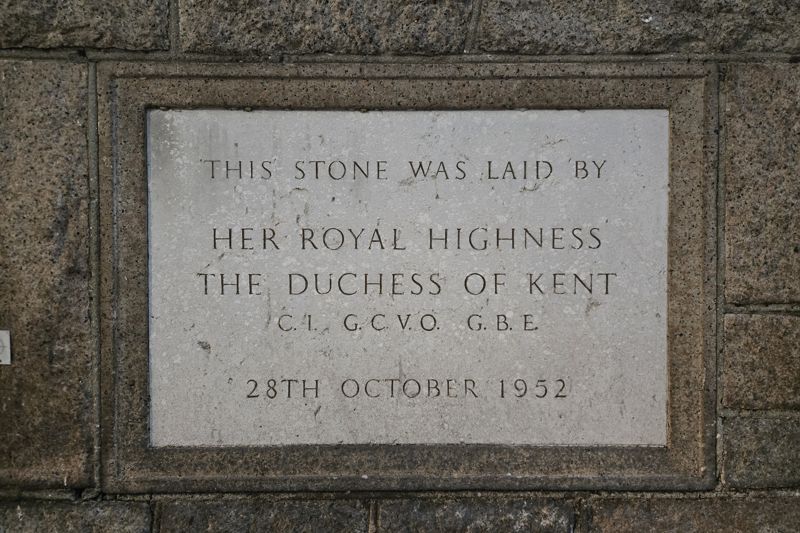 THIS STONE WAS LAID BY
HER ROYAL HIGHNESS
THE DUCHESS OF KENT
C.I. G.C.V.O. G.B.E.
28TH OCTOBER 1952